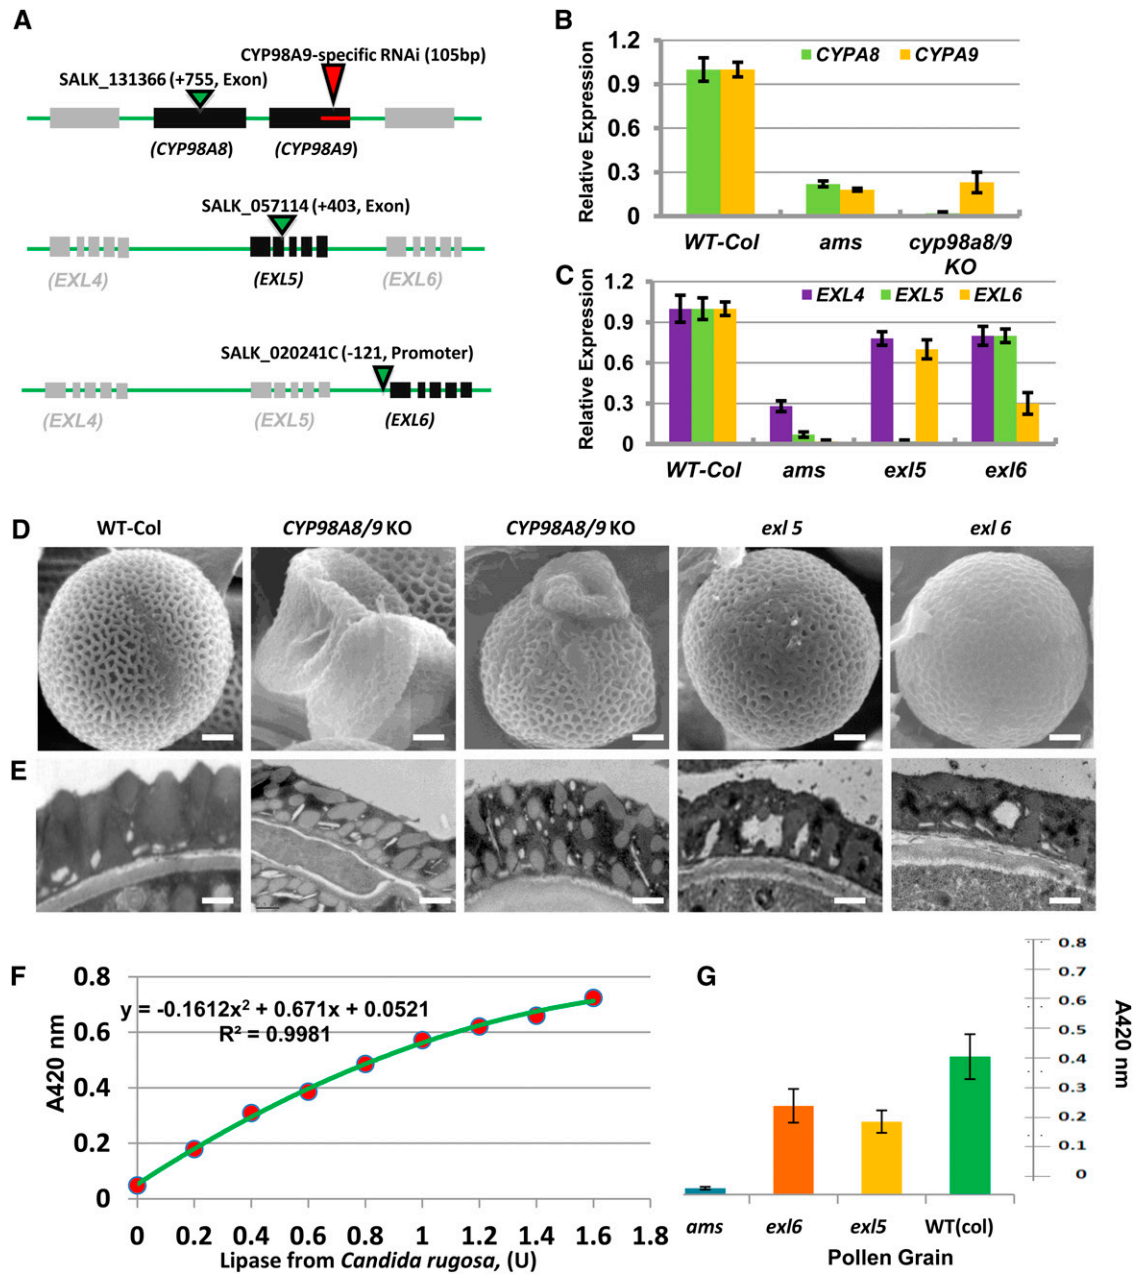 A
CYP98A9-specific RNAi (105bp)
SALK_131366 (+755, Exon)
(CYP98A8)
(CYP98A9)
SALK_057114 (+403, Exon)
(EXL4)
(EXL5)
(EXL6)
SALK_020241C (-121, Promoter)
(EXL4)
(EXL5)
(EXL6)
B
Relative Expression
1.2
0.9
0.6
0.3
0
CYPA8
CYPA9
WT-Col
ams
cyp98a8/9
KO
C
Relative Expression
1.2
0.9
0.6
0.3
0
EXL4
EXL5
EXL6
WT-Col
ams
exl5
exl6
D
WT-Col
CYP98A8/9 KO
CYP98A8/9 KO
exl 5
exl 6
E
F
A420 nm
0.8
0.6
0.4
0.2
0
y = -0.1612x² + 0.671x + 0.0521
R² = 0.9981
0 0.2 0.4 0.6 0.8 1 1.2 1.4 1.6 1.8
Lipase from Candida rugosa, (U)
G
0.8
0.7
0.6
0.5
0.4
0.3
0.2
0.1
0
A420 nm
ams
exl6
exl5
WT(col)
Pollen Grain